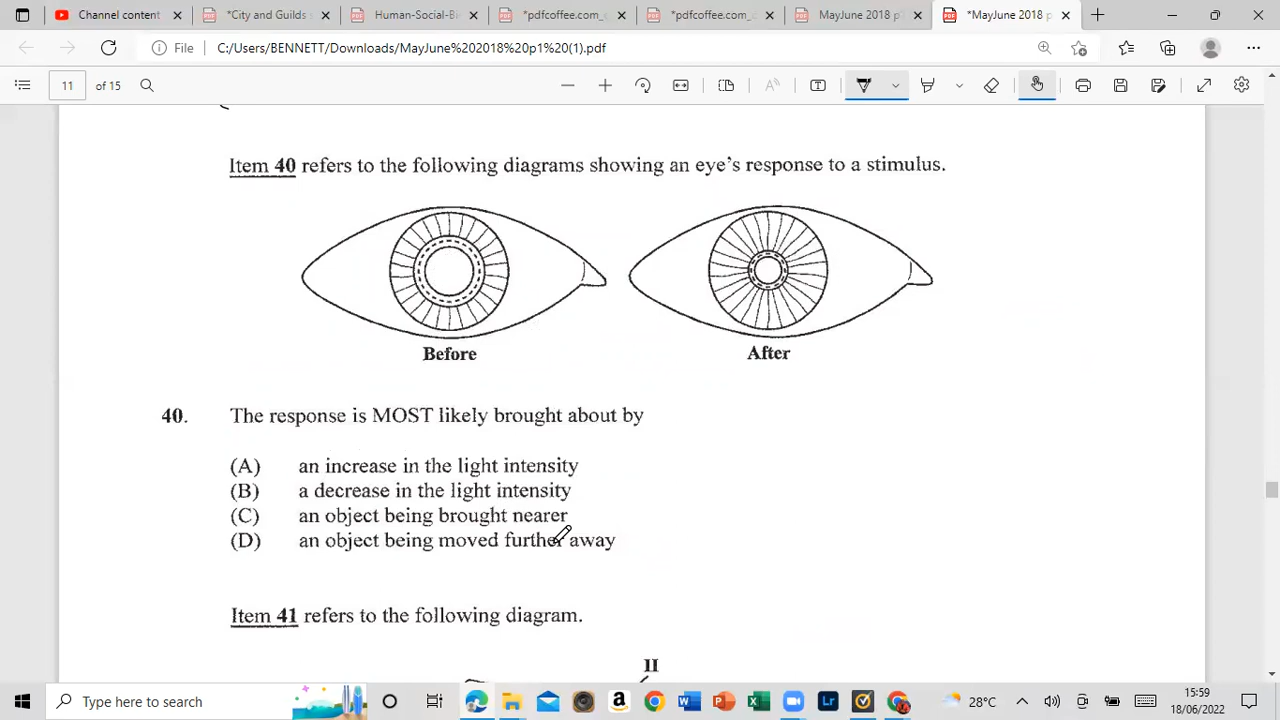 Channel content
*City and Guilds
Human-Social-Bi
*pdfcoffee.com_c
*pdfcoffee.com_
MayJune 2018 p
*MayJune 2018 p
File
C:/Users/BENNETT/Downloads/MayJune%202018%20p1%20(1).pdf
11 of 15
Item 40 refers to the following diagrams showing an eye's response to a stimulus.
Before
After
40. The response is MOST likely brought about by
(A) an increase in the light intensity
(B) a decrease in the light intensity
(C) an object being brought nearer
(D) an object being moved further away
Item 41 refers to the following diagram.
II
Type here to search
28°C
15:59
18/06/2022